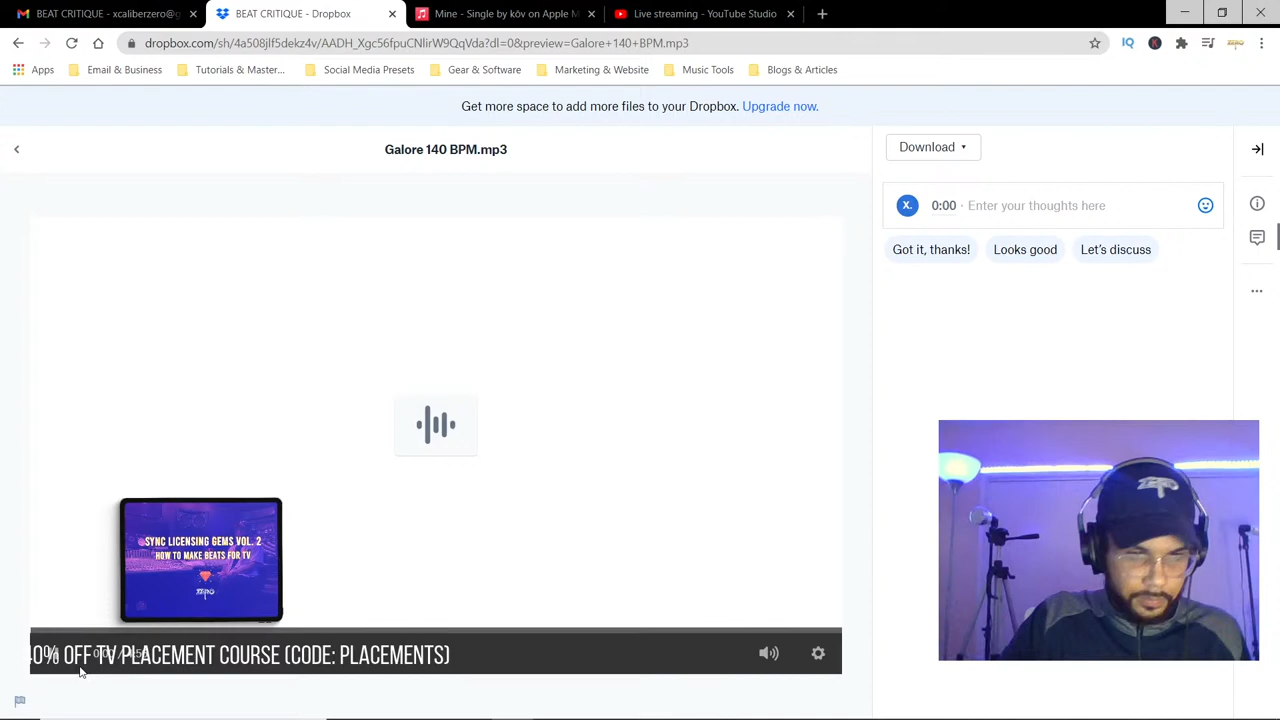 BEAT CRITIQUE - xcaliberzero@g
BEAT CRITIQUE - Dropbox
Mine - Single by köv on Apple M
Live streaming - YouTube Studio
dropbox.com/sh/4a508jlf5dekz4v/AADH_Xgc56fpuCNlirW9QqVda?dl=0&preview=Galore+140+BPM.mp3
Apps
Email & Business
Tutorials & Master...
Social Media Presets
Gear & Software
Marketing & Website
Music Tools
Blogs & Articles
Get more space to add more files to your Dropbox. Upgrade now.
Galore 140 BPM.mp3
Download
X.
0:00 · Enter your thoughts here
Got it, thanks!
Looks good
Let's discuss
SYNC LICENSING GEMS VOL. 2
HOW TO MAKE BEATS FOR TV
XZERO
0% OFF TV PLACEMENT COURSE (CODE: PLACEMENTS)